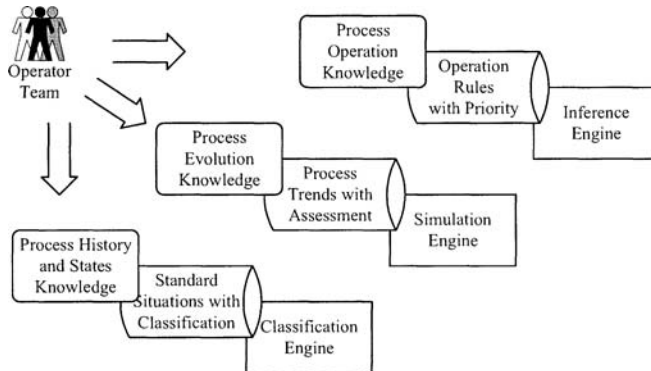 Operator
Team
Process
Operation
Knowledge
Operation
Rules
with Priority
Inference
Engine
Process
Evolution
Knowledge
Process
Trends with
Assessment
Simulation
Engine
Process History
and States
Knowledge
Standard
Situations with
Classification
Classification
Engine